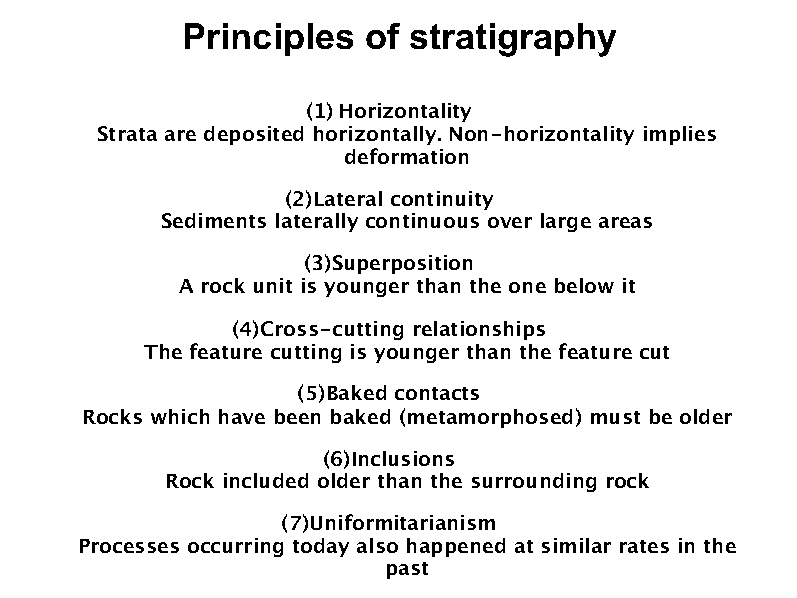 Principles of stratigraphy
(1) Horizontality
Strata are deposited horizontally. Non-horizontality implies
deformation
(2)Lateral continuity
Sediments laterally continuous over large areas
(3)Superposition
A rock unit is younger than the one below it
(4)Cross-cutting relationships
The feature cutting is younger than the feature cut
(5)Baked contacts
Rocks which have been baked (metamorphosed) must be older
(6)Inclusions
Rock included older than the surrounding rock
(7)Uniformitarianism
Processes occurring today also happened at similar rates in the
past